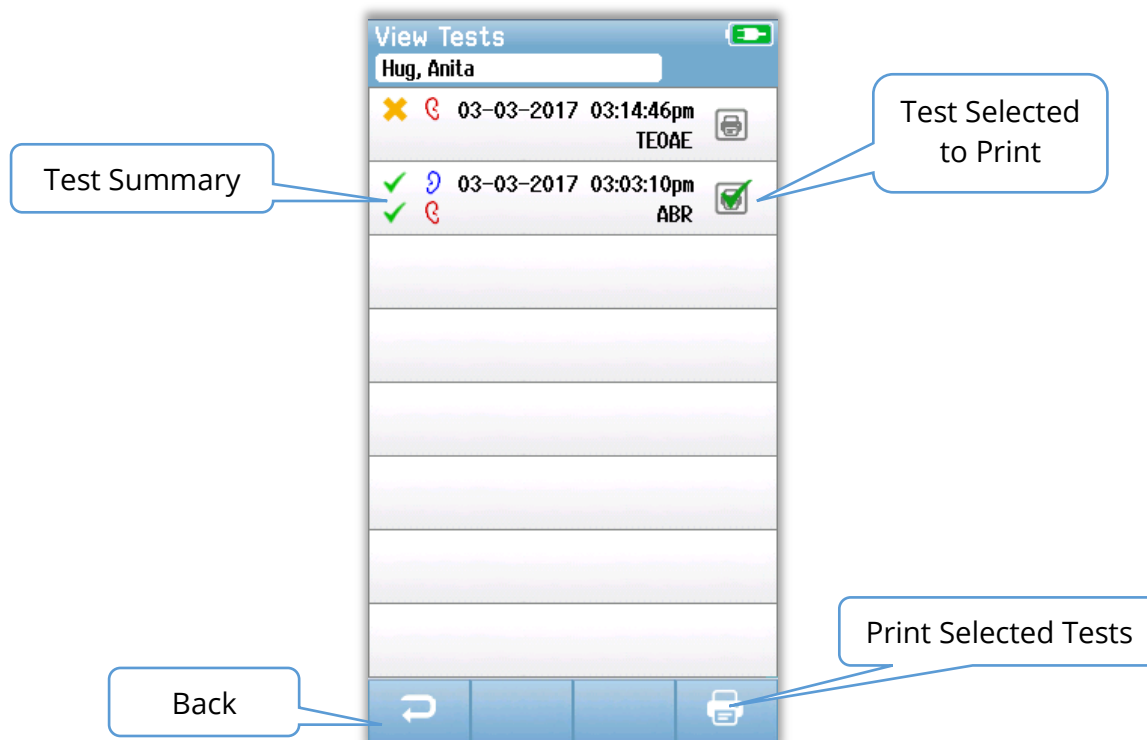 View Tests
Hug, Anita
03-03-2017 03:14:46pm
TEOAE
Test Selected
to Print
Test Summary
03-03-2017 03:03:10pm
ABR
Print Selected Tests
Back